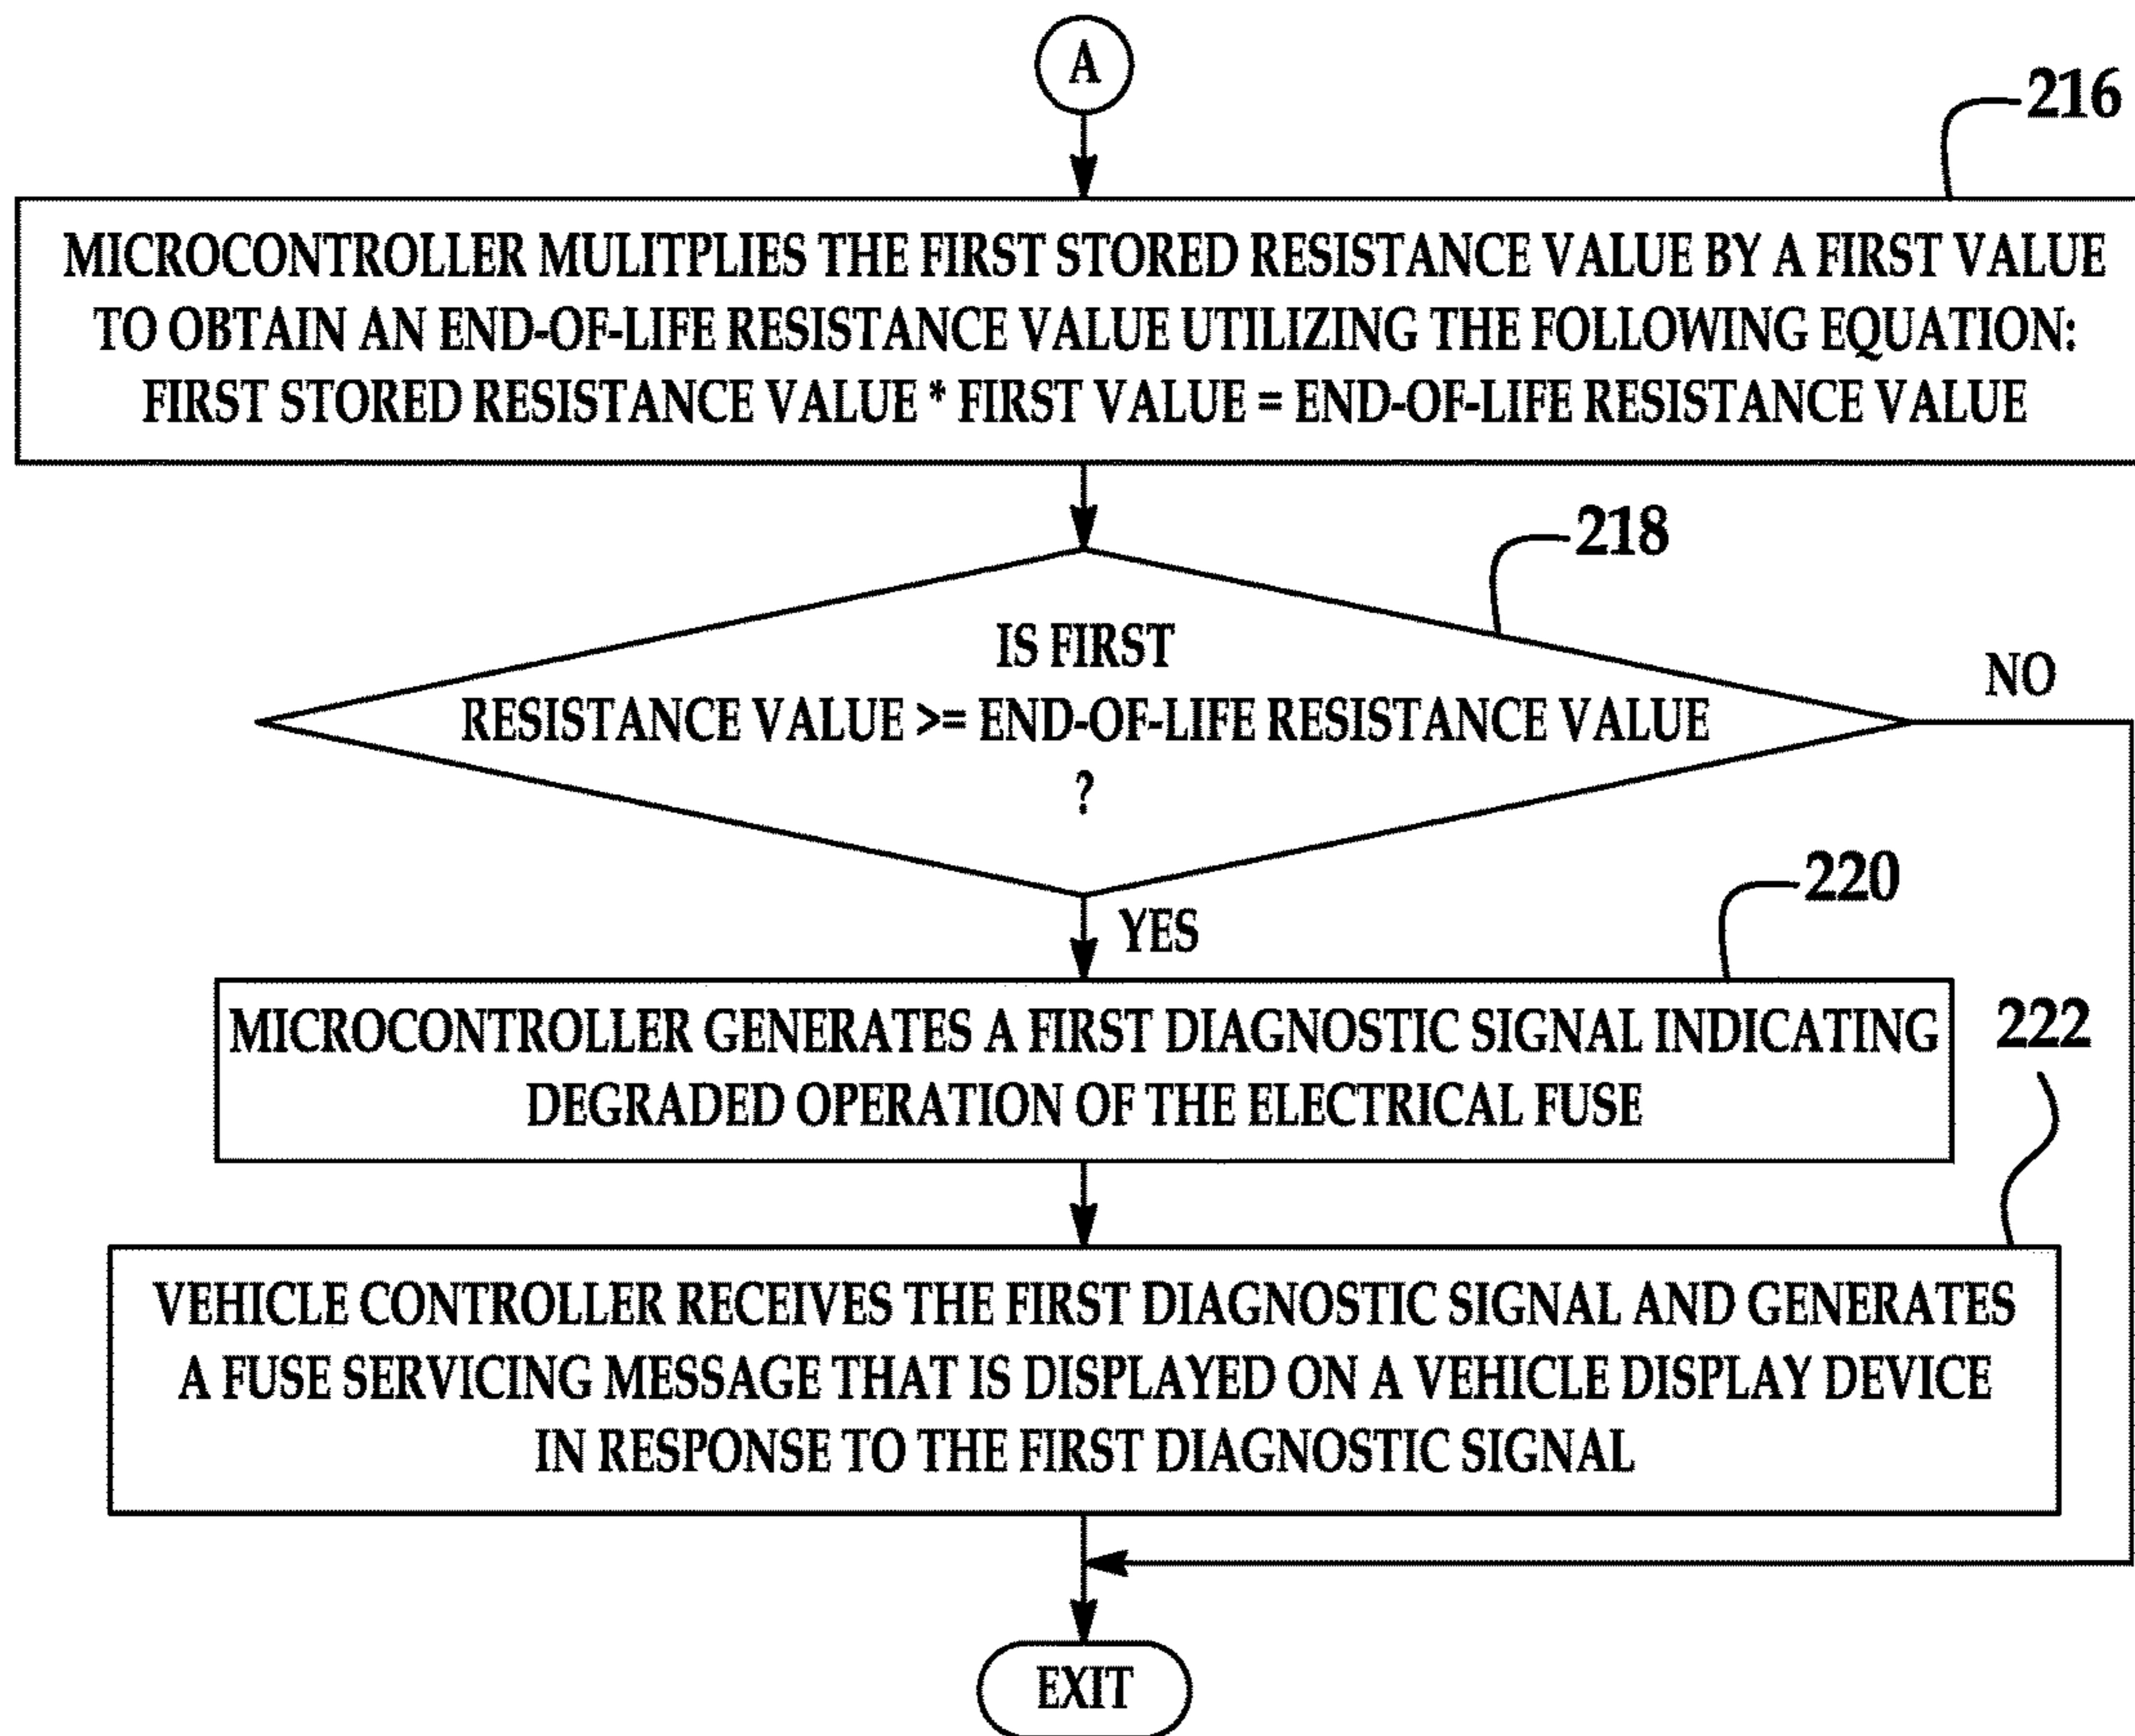 A
216
MICROCONTROLLER MULITPLIES THE FIRST STORED RESISTANCE VALUE BY A FIRST VALUE
TO OBTAIN AN END-OF-LIFE RESISTANCE VALUE UTILIZING THE FOLLOWING EQUATION:
FIRST STORED RESISTANCE VALUE * FIRST VALUE = END-OF-LIFE RESISTANCE VALUE
218
IS FIRST
RESISTANCE VALUE >= END-OF-LIFE RESISTANCE VALUE
?
NO
YES
220
MICROCONTROLLER GENERATES A FIRST DIAGNOSTIC SIGNAL INDICATING
DEGRADED OPERATION OF THE ELECTRICAL FUSE
222
VEHICLE CONTROLLER RECEIVES THE FIRST DIAGNOSTIC SIGNAL AND GENERATES
A FUSE SERVICING MESSAGE THAT IS DISPLAYED ON A VEHICLE DISPLAY DEVICE
IN RESPONSE TO THE FIRST DIAGNOSTIC SIGNAL
EXIT